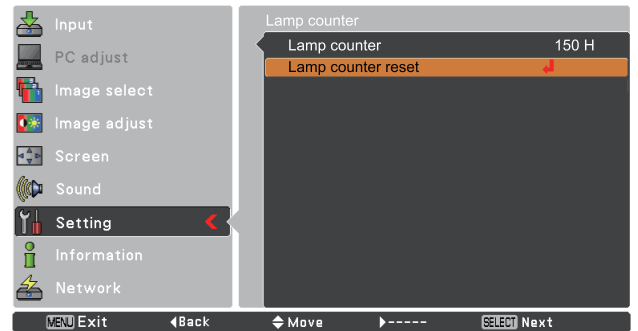 Input
PC adjust
Image select
Image adjust
Screen
Sound
Setting
Information
Network
Lamp counter
Lamp counter 150 H
Lamp counter reset
MENU Exit Back Move ----- SELECT Next